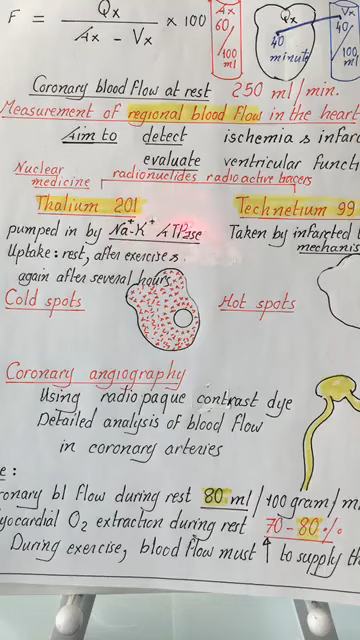 F = Qx / Ax - Vx × 100
Ax
60
/100
ml
Qx
40
minute
Vx
40
/100
ml
Coronary blood flow at rest 250 ml/min.
Measurement of regional blood flow in the heart
Aim to detect ischemia & infarc
evaluate ventricular functi
Nuclear medicine
radionuctides radioactive tracers
Thalium 201
Technetium 99
pumped in by Na+-K+ ATPase
Taken by infarcted
mechanis
Uptake: rest, after exercise &
again after several hours
Cold spots
Hot spots
Coronary angiography
Using radiopaque contrast dye
Detailed analysis of blood flow
in coronary arteries
e:
ronary bl flow during rest 80 ml/100 gram/m
yocardial O2 extraction during rest 70-80%
During exercise, blood flow must ↑ to supply th